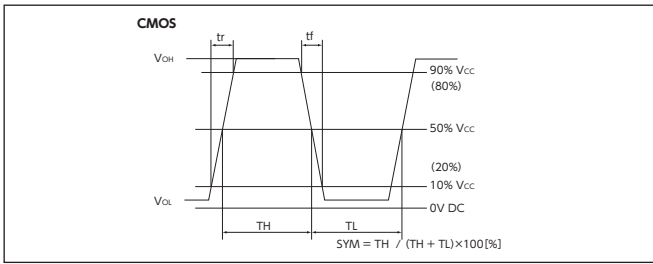 CMOS
tr
tf
VOH
90% Vcc
(80%)
50% Vcc
(20%)
10% Vcc
VOL
0V DC
TH
TL
SYM = TH / (TH + TL)×100[%]